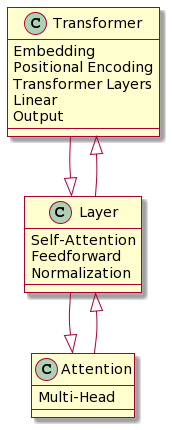 C Transformer
Embedding
Positional Encoding
Transformer Layers
Linear
Output
C Layer
Self-Attention
Feedforward
Normalization
C Attention
Multi-Head